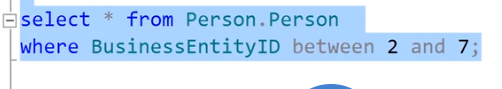 select * from Person.Person
where BusinessEntityID between 2 and 7;